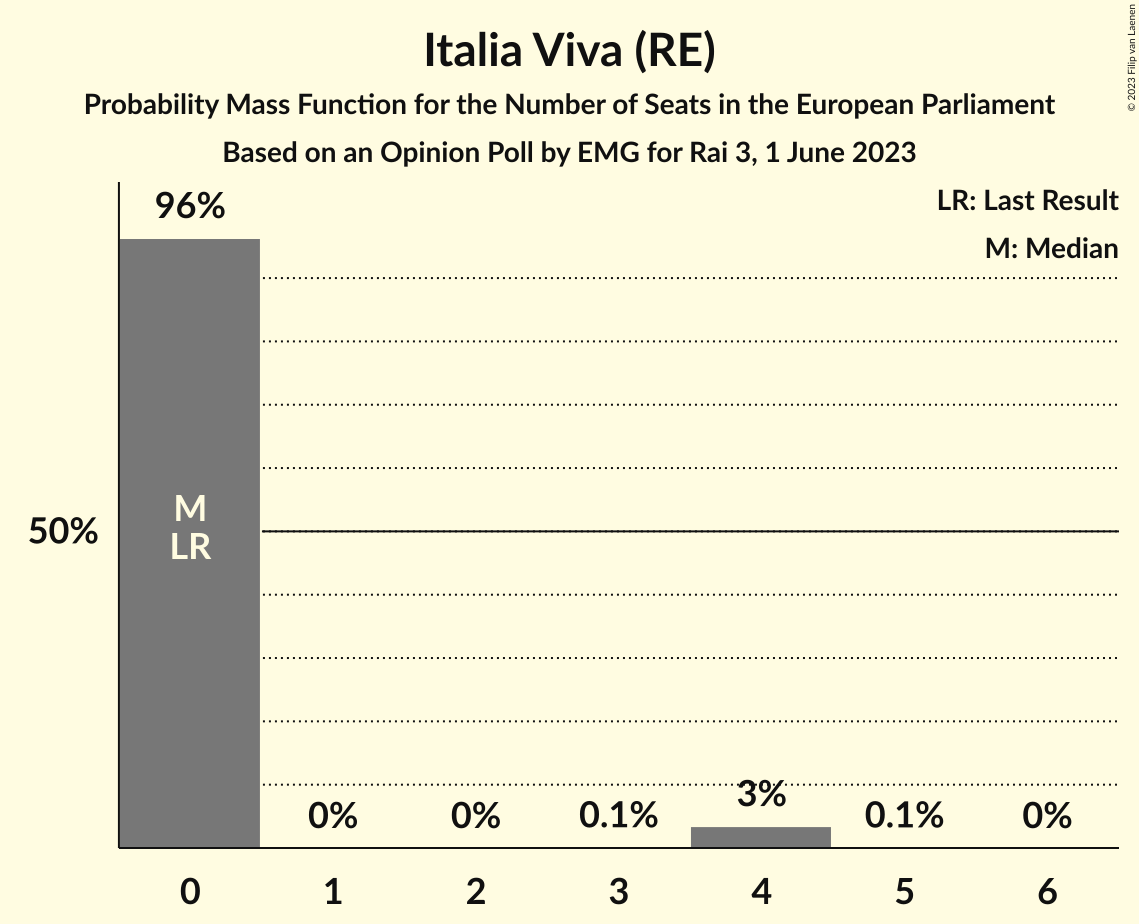 Italia Viva (RE)
Probability Mass Function for the Number of Seats in the European Parliament
Based on an Opinion Poll by EMG for Rai 3, 1 June 2023
© 2023 Filip van Laenen
LR: Last Result
M: Median
96%
50%
M
LR
0%
0%
0.1%
3%
0.1%
0%
0
1
2
3
4
5
6